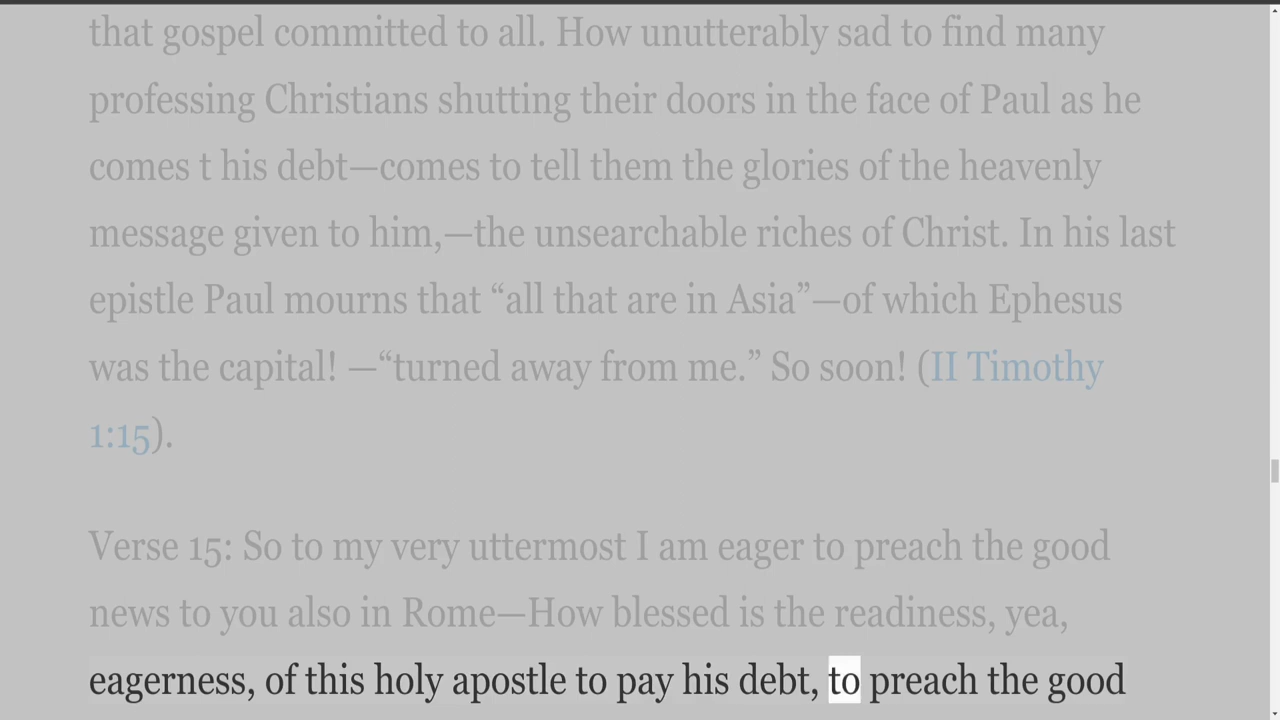 that gospel committed to all. How unutterably sad to find many
professing Christians shutting their doors in the face of Paul as he
comes t his debt—comes to tell them the glories of the heavenly
message given to him,—the unsearchable riches of Christ. In his last
epistle Paul mourns that “all that are in Asia”—of which Ephesus
was the capital! —“turned away from me.” So soon! (II Timothy
1:15).
Verse 15: So to my very uttermost I am eager to preach the good
news to you also in Rome—How blessed is the readiness, yea,
eagerness, of this holy apostle to pay his debt, to preach the good